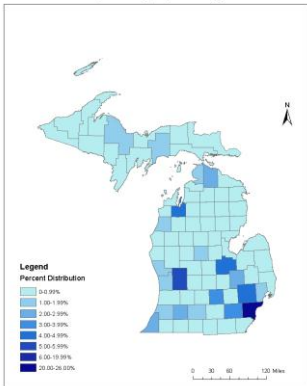 N
Legend
Percent Distribution
0-0.99%
1.00-1.99%
2.00-2.99%
3.00-3.99%
4.00-4.99%
5.00-5.99%
6.00-19.99%
20.00-26.00%
0 30 60 120 Miles